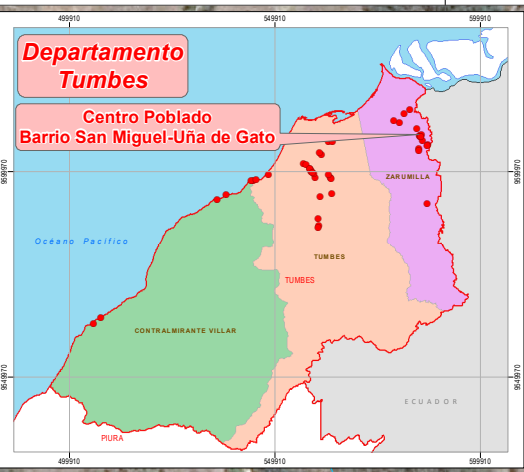 499910
549910
599910
Departamento
Tumbes
Centro Poblado
Barrio San Miguel-Uña de Gato
9599970
9599970
ZARUMILLA
Océano Pacífico
TUMBES
TUMBES
CONTRALMIRANTE VILLAR
9549970
9549970
ECUADOR
PIURA
499910
549910
599910